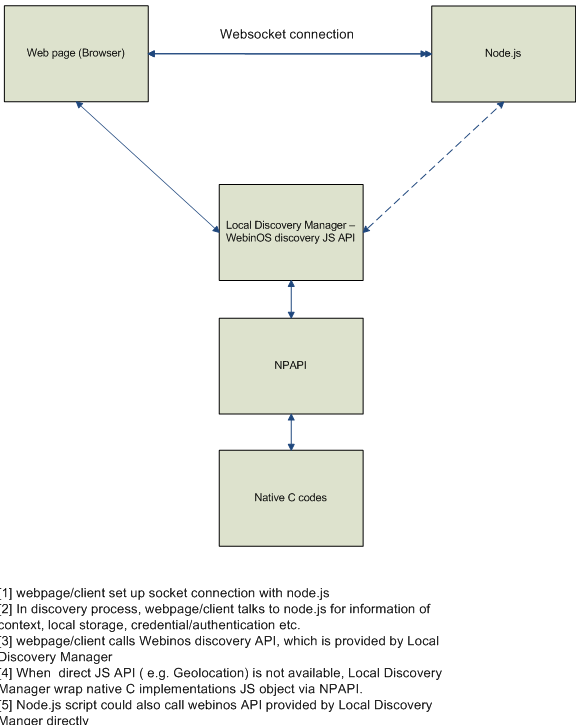 Websocket connection
Web page (Browser)
Node.js
Local Discovery Manager –
WebinOS discovery JS API
NPAPI
Native C codes
[1] webpage/client set up socket connection with node.js
[2] In discovery process, webpage/client talks to node.js for information of
context, local storage, credential/authentication etc.
[3] webpage/client calls Webinos discovery API, which is provided by Local
Discovery Manager
[4] When  direct JS API ( e.g. Geolocation) is not available, Local Discovery
Manager wrap native C implementations JS object via NPAPI.
[5] Node.js script could also call webinos API provided by Local Discovery
Manger directly